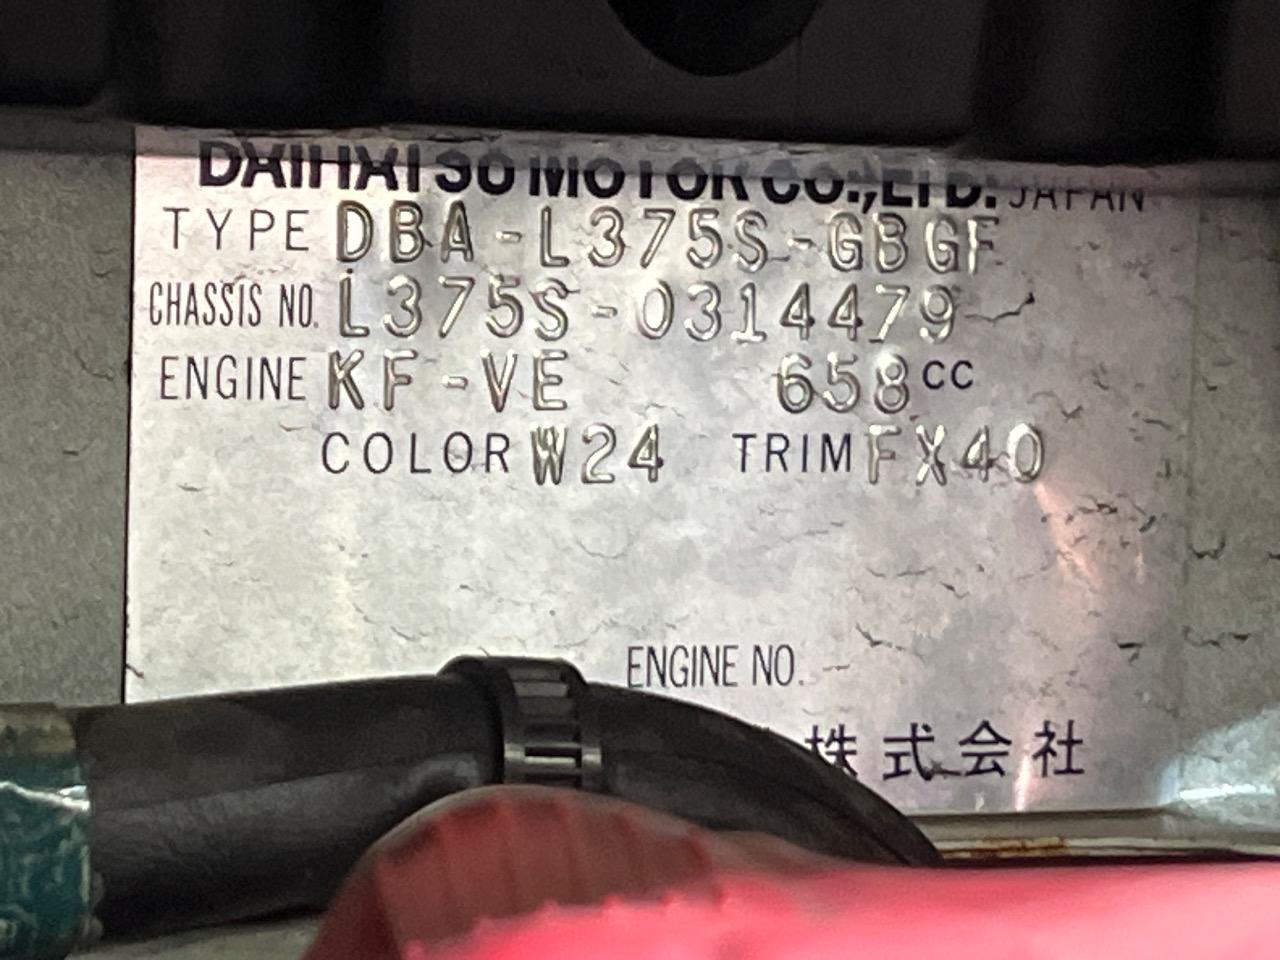 DAIHATSU MOTOR CO.,LTD. JAPAN
TYPE DBA-L375S-GBGF
CHASSIS NO. L375S-0314479
ENGINE KF-VE 658cc
COLOR W24 TRIM FX40
ENGINE NO.
株式会社